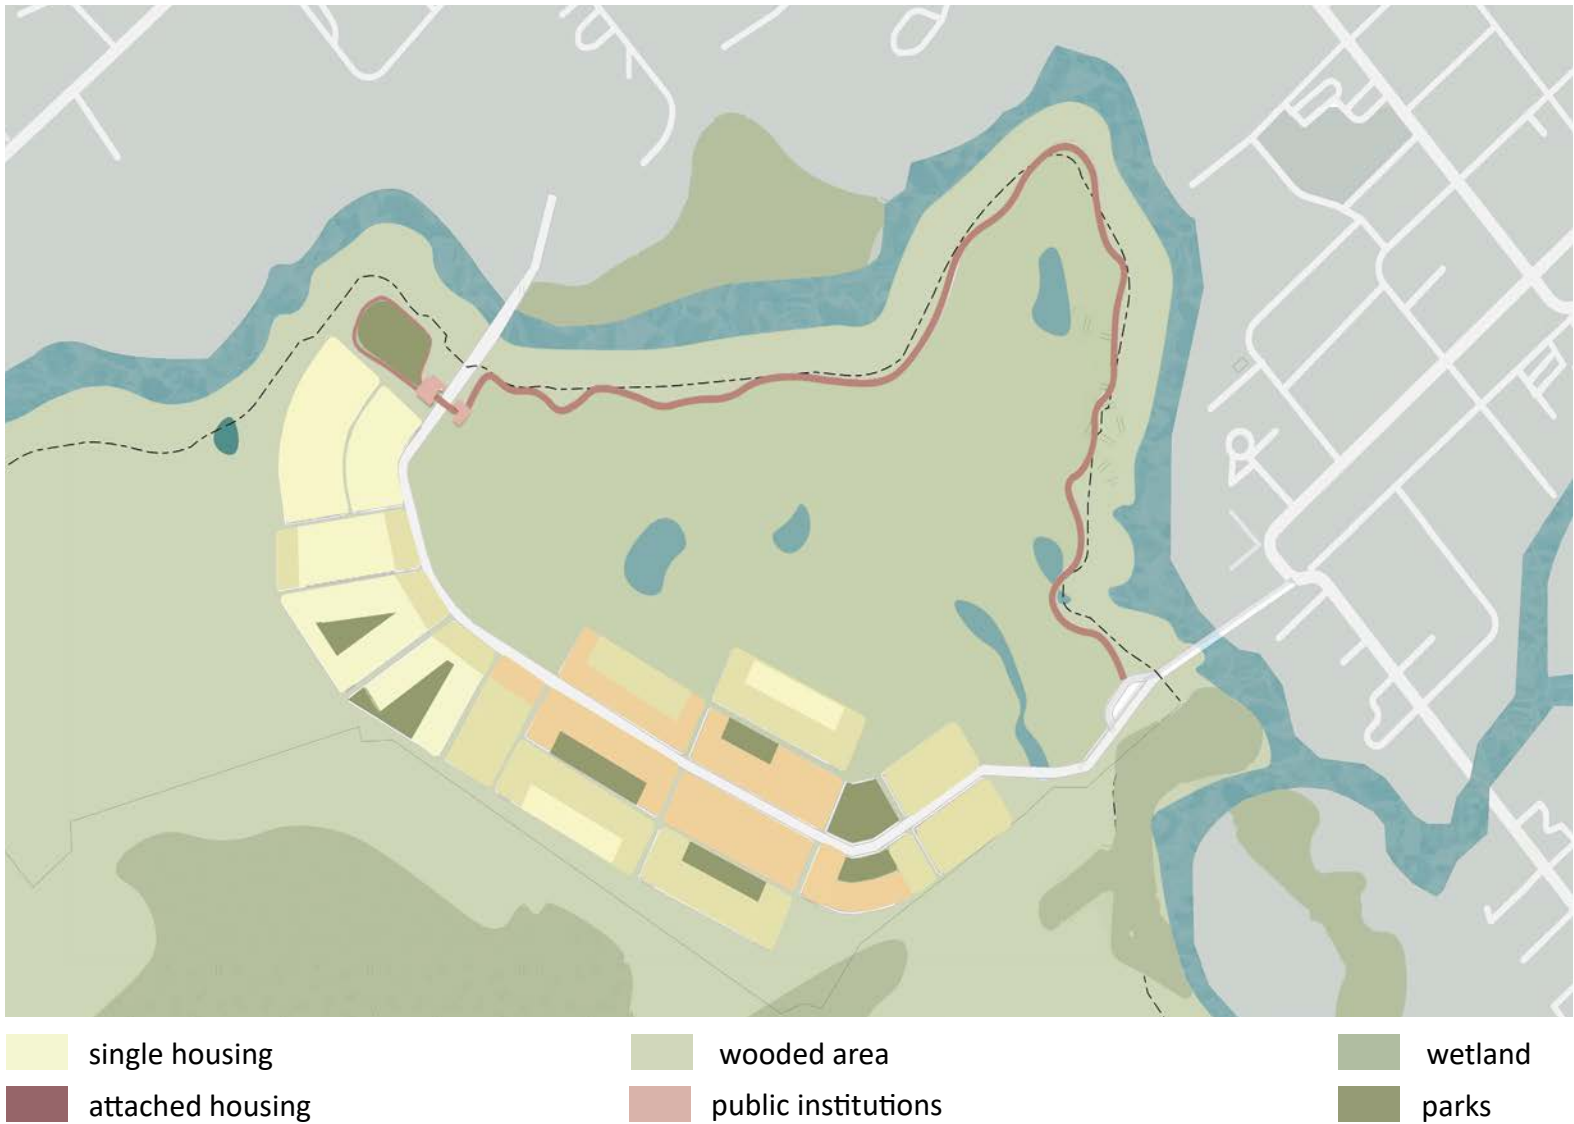 single housing
wooded area
wetland
attached housing
public institutions
parks